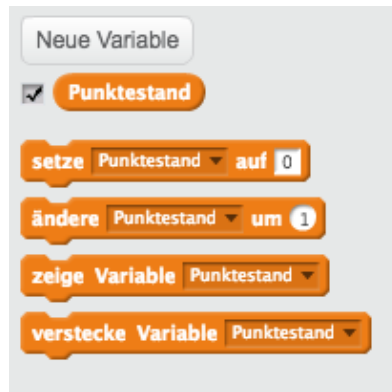 Neue Variable
Punktestand
setze Punktestand auf 0
ändere Punktestand um 1
zeige Variable Punktestand
verstecke Variable Punktestand